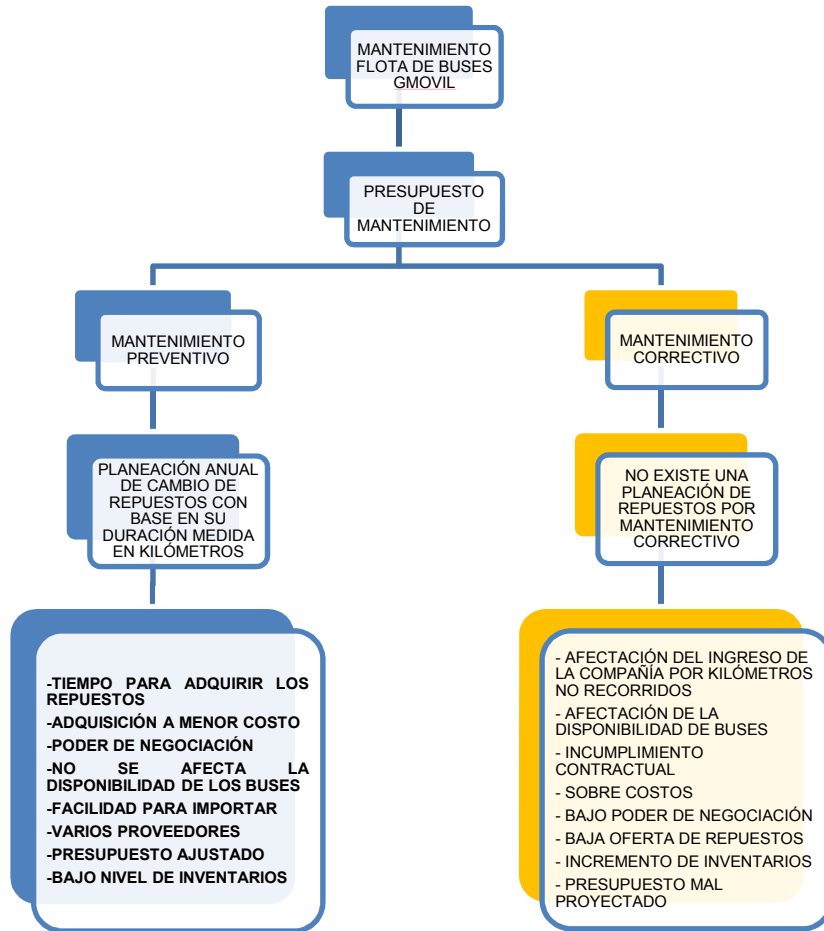 MANTENIMIENTO
FLOTA DE BUSES
GMOVIL
PRESUPUESTO
DE
MANTENIMIENTO
MANTENIMIENTO
PREVENTIVO
MANTENIMIENTO
CORRECTIVO
PLANEACIÓN ANUAL
DE CAMBIO DE
REPUESTOS CON
BASE EN SU
DURACIÓN MEDIDA
EN KILÓMETROS
NO EXISTE UNA
PLANEACIÓN DE
REPUESTOS POR
MANTENIMIENTO
CORRECTIVO
-TIEMPO PARA ADQUIRIR LOS
REPUESTOS
-ADQUISICIÓN A MENOR COSTO
-PODER DE NEGOCIACIÓN
-NO SE AFECTA LA
DISPONIBILIDAD DE LOS BUSES
-FACILIDAD PARA IMPORTAR
-VARIOS PROVEEDORES
-PRESUPUESTO AJUSTADO
-BAJO NIVEL DE INVENTARIOS
- AFECTACIÓN DEL INGRESO DE
LA COMPAÑÍA POR KILÓMETROS
NO RECORRIDOS
- AFECTACIÓN DE LA
DISPONIBILIDAD DE BUSES
- INCUMPLIMIENTO
CONTRACTUAL
- SOBRE COSTOS
- BAJO PODER DE NEGOCIACIÓN
- BAJA OFERTA DE REPUESTOS
- INCREMENTO DE INVENTARIOS
- PRESUPUESTO MAL
PROYECTADO